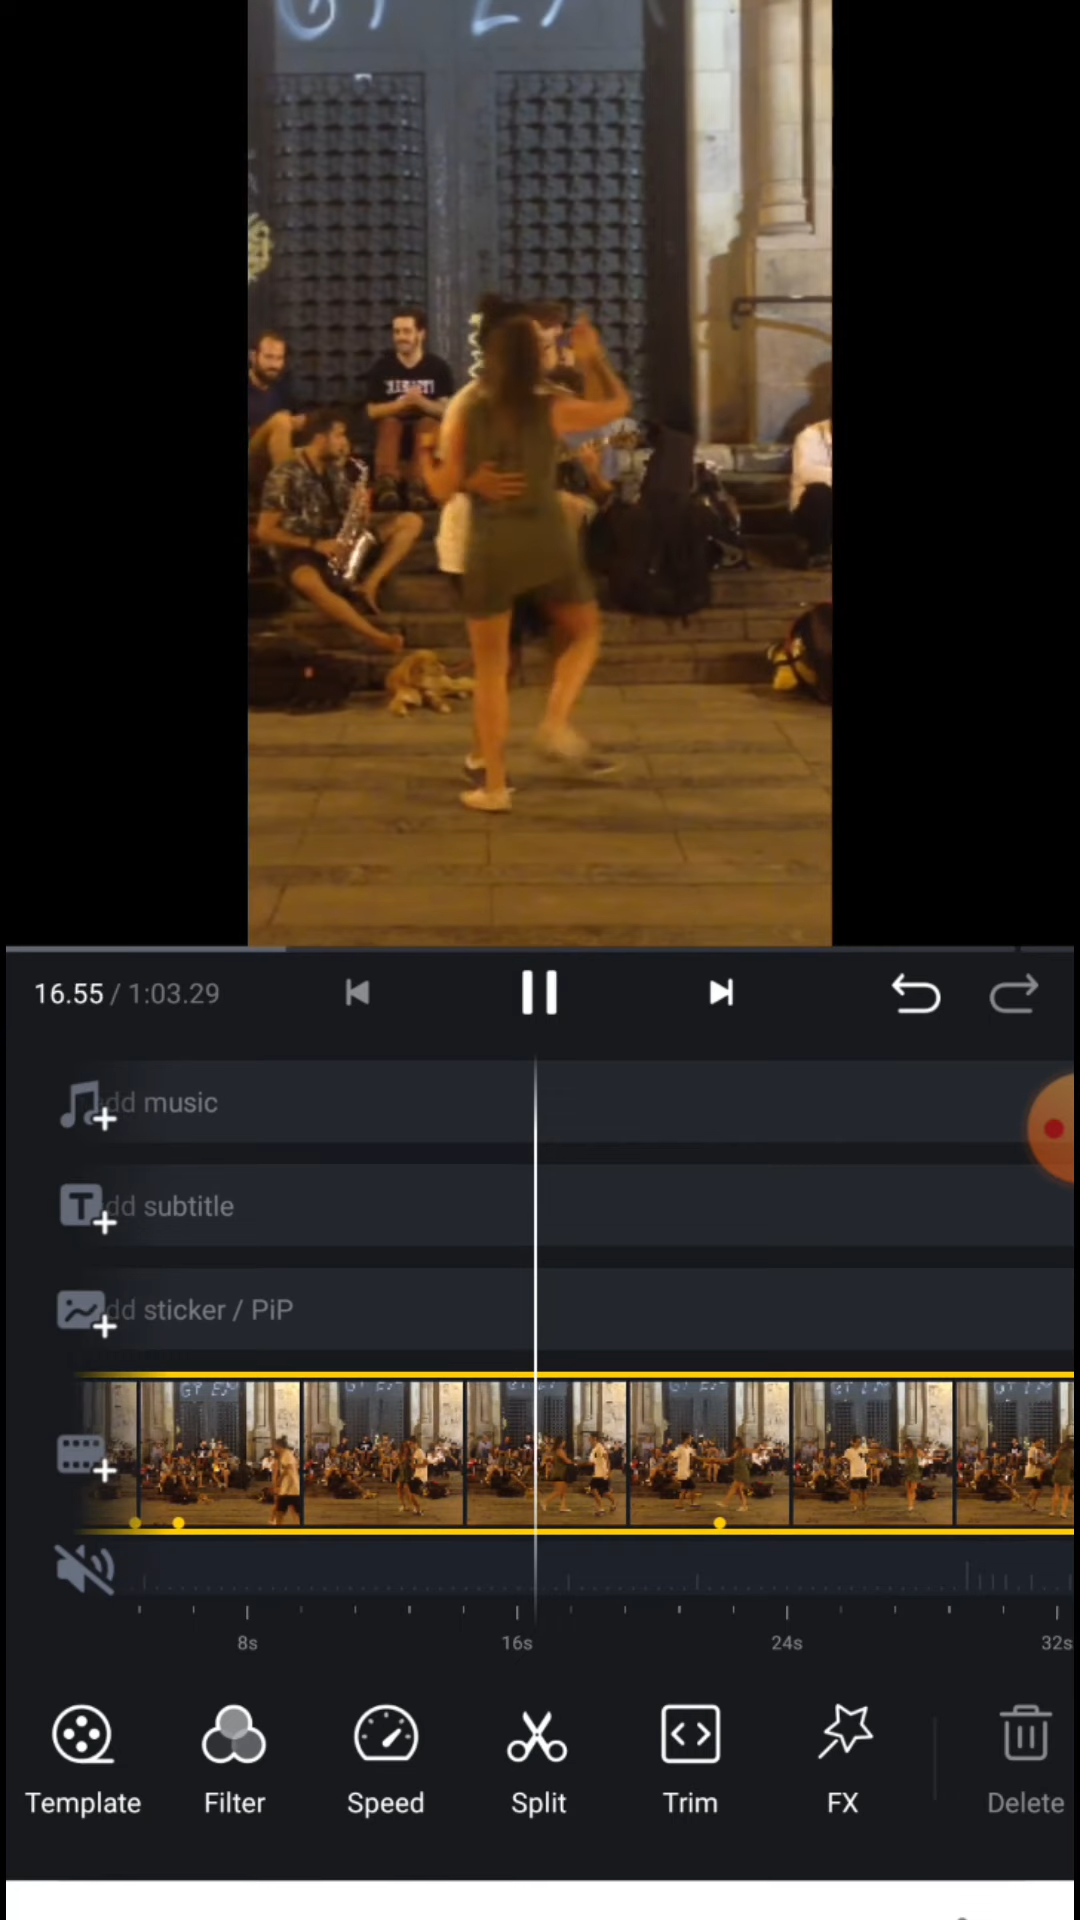 16.55 / 1:03.29
dd music
dd subtitle
dd sticker / PiP
8s
16s
24s
32s
Template
Filter
Speed
Split
Trim
FX
Delete